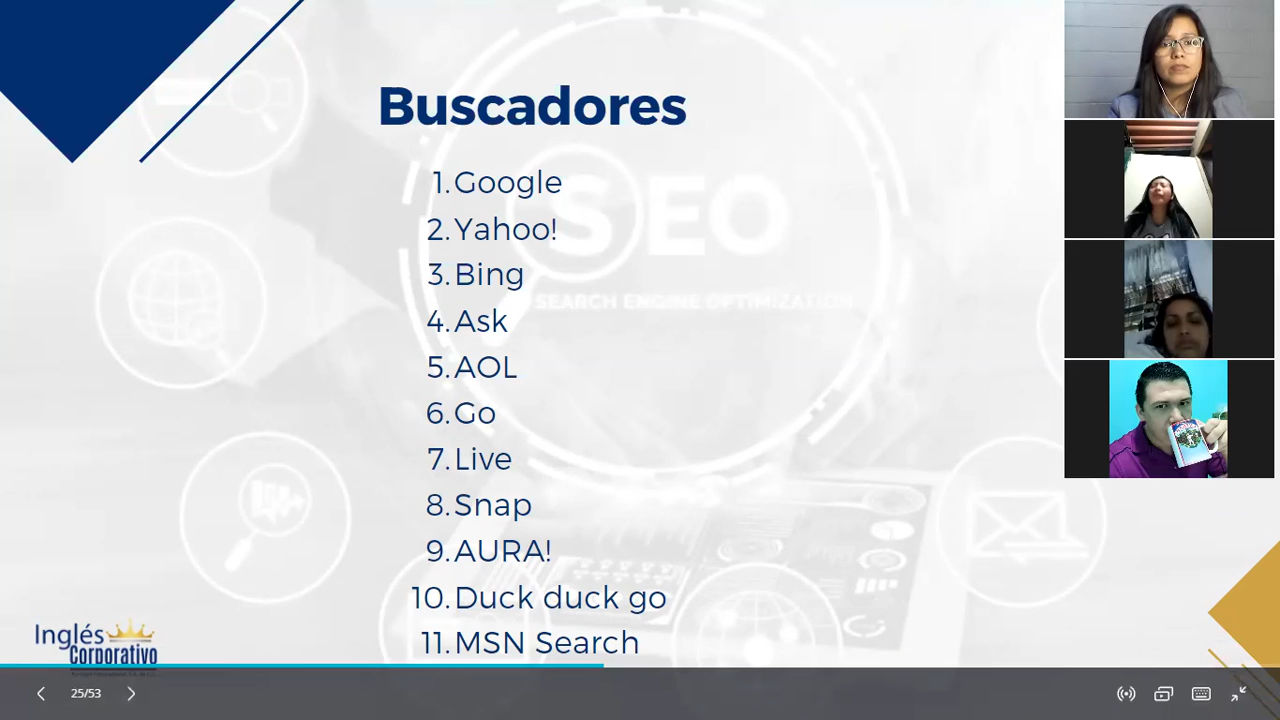 Buscadores
1. Google
2. Yahoo!
3. Bing
4. Ask
5. AOL
6. Go
7. Live
8. Snap
9. AURA!
10. Duck duck go
11. MSN Search
SEO
SEARCH ENGINE OPTIMIZATION
Inglés
Corporativo
25/53